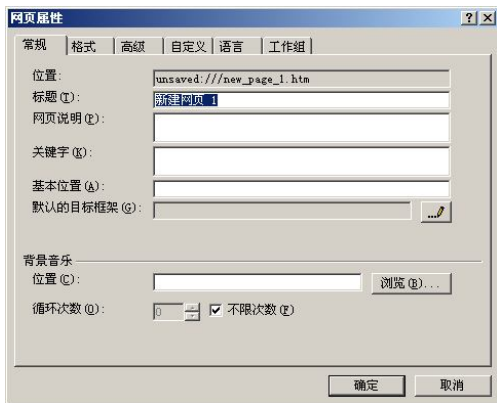 网页属性
常规 格式 高级 自定义 语言 工作组
位置: unsaved:///new_page_1.htm
标题(T): 新建网页 1
网页说明(P):
关键字(K):
基本位置(A):
默认的目标框架(G):
背景音乐
位置(C): 浏览(B)...
循环次数(O): 0 不限次数(F)
确定 取消